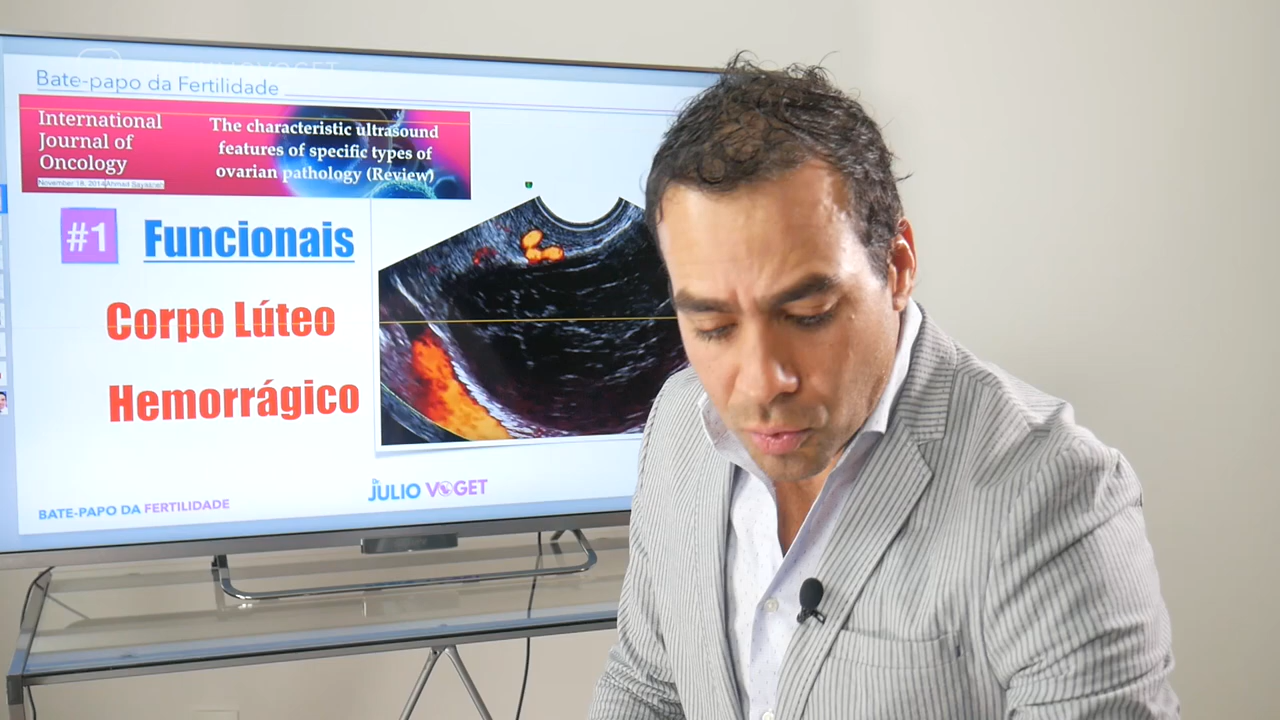 Bate-papo da Fertilidade
International
Journal of
Oncology
The characteristic ultrasound
features of specific types of
ovarian pathology (Review)
#1
Funcionais
Corpo Lúteo
Hemorrágico
Dr. JULIO VOGET
BATE-PAPO DA FERTILIDADE